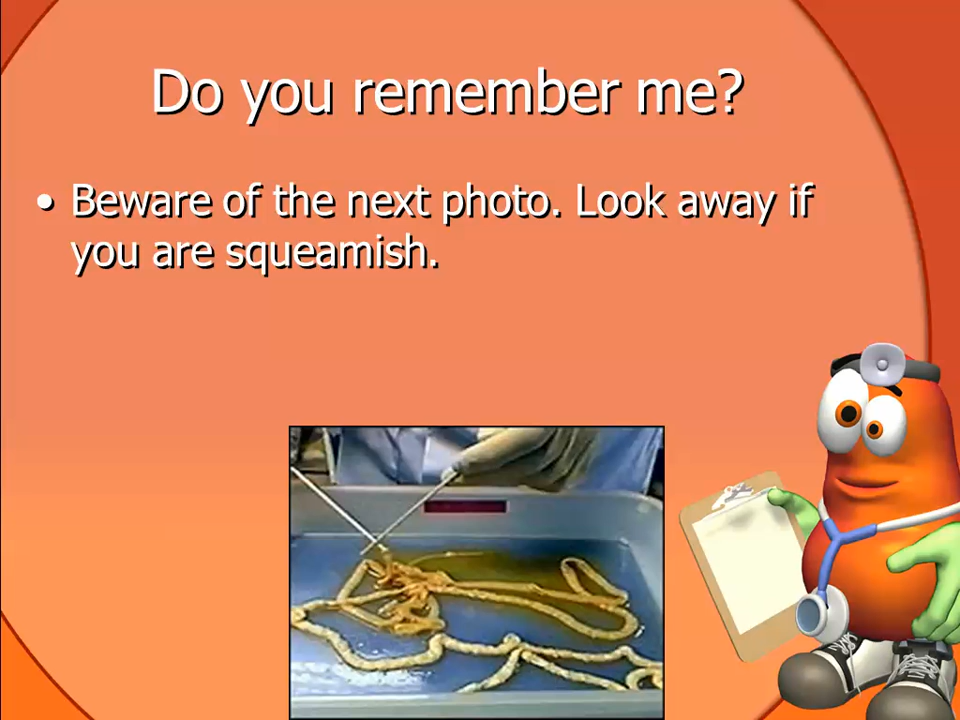 Do you remember me?
• Beware of the next photo. Look away if
you are squeamish.